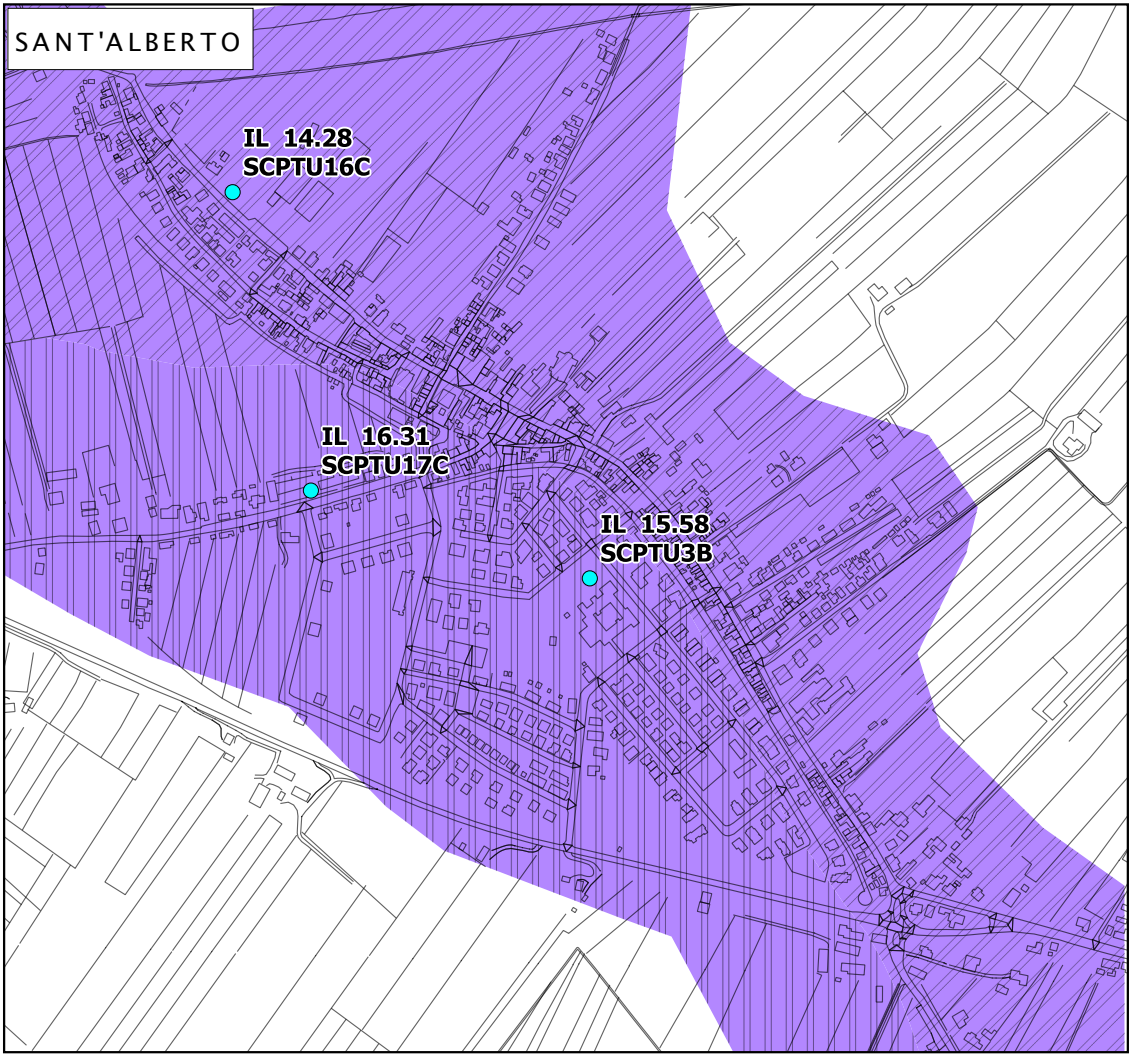 SANT'ALBERTO
IL 14.28
SCPTU16C
IL 16.31
SCPTU17C
IL 15.58
SCPTU3B